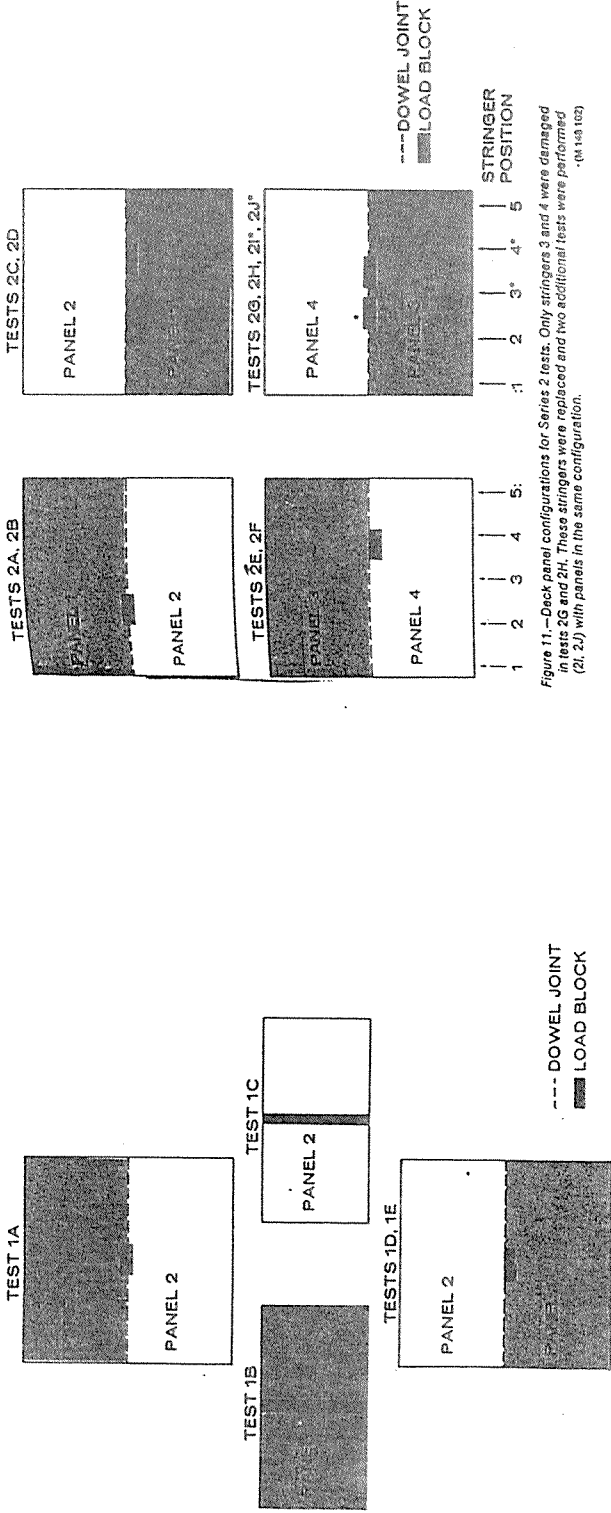 TEST 1A
PANEL 2
TEST 1B
TEST 1C
PANEL 2
TESTS 1D, 1E
PANEL 2
--- DOWEL JOINT
LOAD BLOCK
TESTS 2A, 2B
PANEL
PANEL 2
TESTS 2C, 2D
PANEL 2
TESTS 2E, 2F
PANEL 3
PANEL 4
TESTS 2G, 2H, 2I*, 2J*
PANEL 4
PANEL 3
---DOWEL JOINT
LOAD BLOCK
1 2 3 4 5
1 2 3* 4* 5
STRINGER
POSITION
Figure 11.—Deck panel configurations for Series 2 tests. Only stringers 3 and 4 were damaged
in tests 2G and 2H. These stringers were replaced and two additional tests were performed
(2I, 2J) with panels in the same configuration.
(M 148 102)